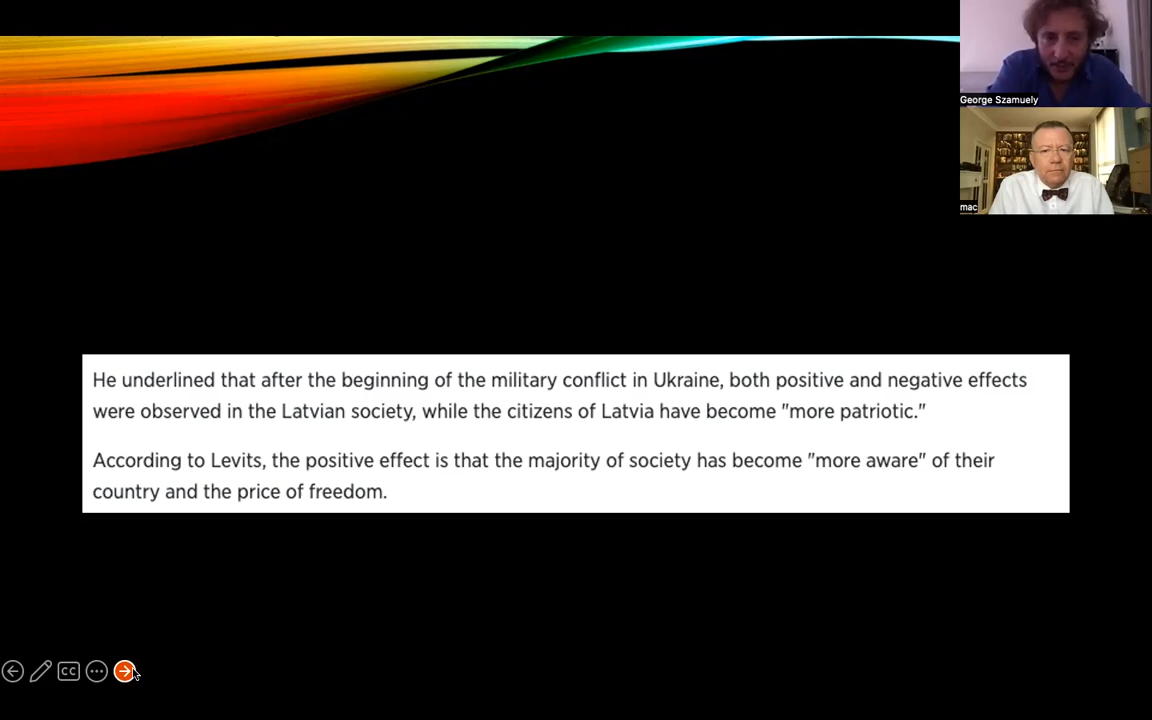 George Szamuely
mac
He underlined that after the beginning of the military conflict in Ukraine, both positive and negative effects
were observed in the Latvian society, while the citizens of Latvia have become "more patriotic."
According to Levits, the positive effect is that the majority of society has become "more aware" of their
country and the price of freedom.
CC